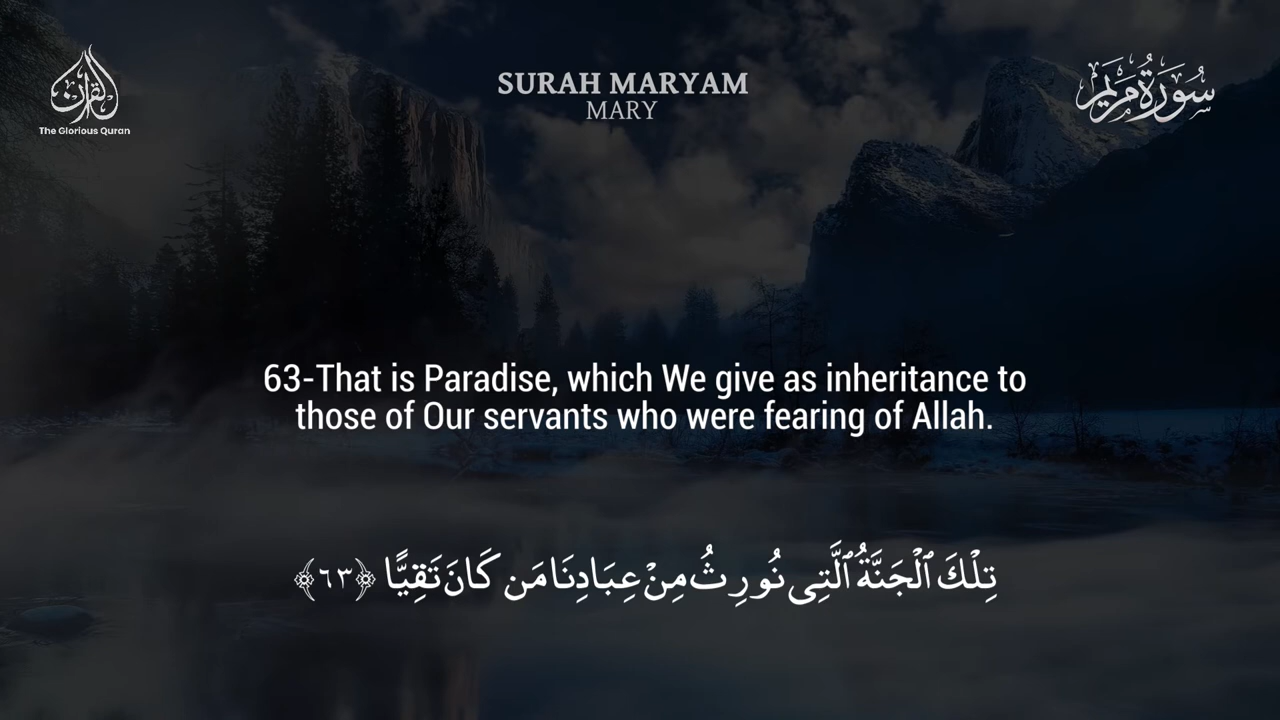 القرآن
The Glorious Quran
SURAH MARYAM
MARY
سُورَةُ مَرْيَم
63-That is Paradise, which We give as inheritance to
those of Our servants who were fearing of Allah.
تِلْكَ ٱلْجَنَّةُ ٱلَّتِى نُورِثُ مِنْ عِبَادِنَا مَن كَانَ تَقِيًّا ﴿٦٣﴾